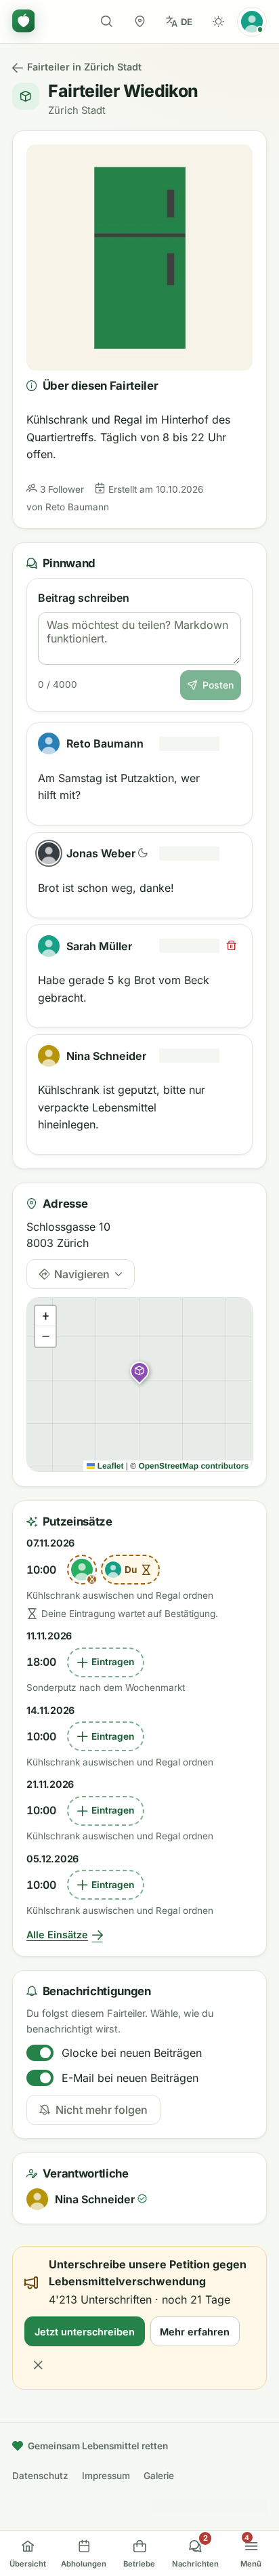 DE
Fairteiler in Zürich Stadt
Fairteiler Wiedikon
Zürich Stadt
Über diesen Fairteiler
Kühlschrank und Regal im Hinterhof des
Quartiertreffs. Täglich von 8 bis 22 Uhr
offen.
3 Follower
Erstellt am 10.10.2026
von Reto Baumann
Pinnwand
Beitrag schreiben
Was möchtest du teilen? Markdown
funktioniert.
0 / 4000
Posten
Reto Baumann
Am Samstag ist Putzaktion, wer
hilft mit?
Jonas Weber
Brot ist schon weg, danke!
Sarah Müller
Habe gerade 5 kg Brot vom Beck
gebracht.
Nina Schneider
Kühlschrank ist geputzt, bitte nur
verpackte Lebensmittel
hineinlegen.
Adresse
Schlossgasse 10
8003 Zürich
Navigieren
+
−
Leaflet | © OpenStreetMap contributors
Putzeinsätze
07.11.2026
10:00
Du
Kühlschrank auswischen und Regal ordnen
Deine Eintragung wartet auf Bestätigung.
11.11.2026
18:00
Eintragen
Sonderputz nach dem Wochenmarkt
14.11.2026
10:00
Eintragen
Kühlschrank auswischen und Regal ordnen
21.11.2026
10:00
Eintragen
Kühlschrank auswischen und Regal ordnen
05.12.2026
10:00
Eintragen
Kühlschrank auswischen und Regal ordnen
Alle Einsätze
Benachrichtigungen
Du folgst diesem Fairteiler. Wähle, wie du
benachrichtigt wirst.
Glocke bei neuen Beiträgen
E-Mail bei neuen Beiträgen
Nicht mehr folgen
Verantwortliche
Nina Schneider
Unterschreibe unsere Petition gegen
Lebensmittelverschwendung
4'213 Unterschriften · noch 21 Tage
Jetzt unterschreiben
Mehr erfahren
Gemeinsam Lebensmittel retten
Datenschutz
Impressum
Galerie
2
4
Übersicht
Abholungen
Betriebe
Nachrichten
Menü